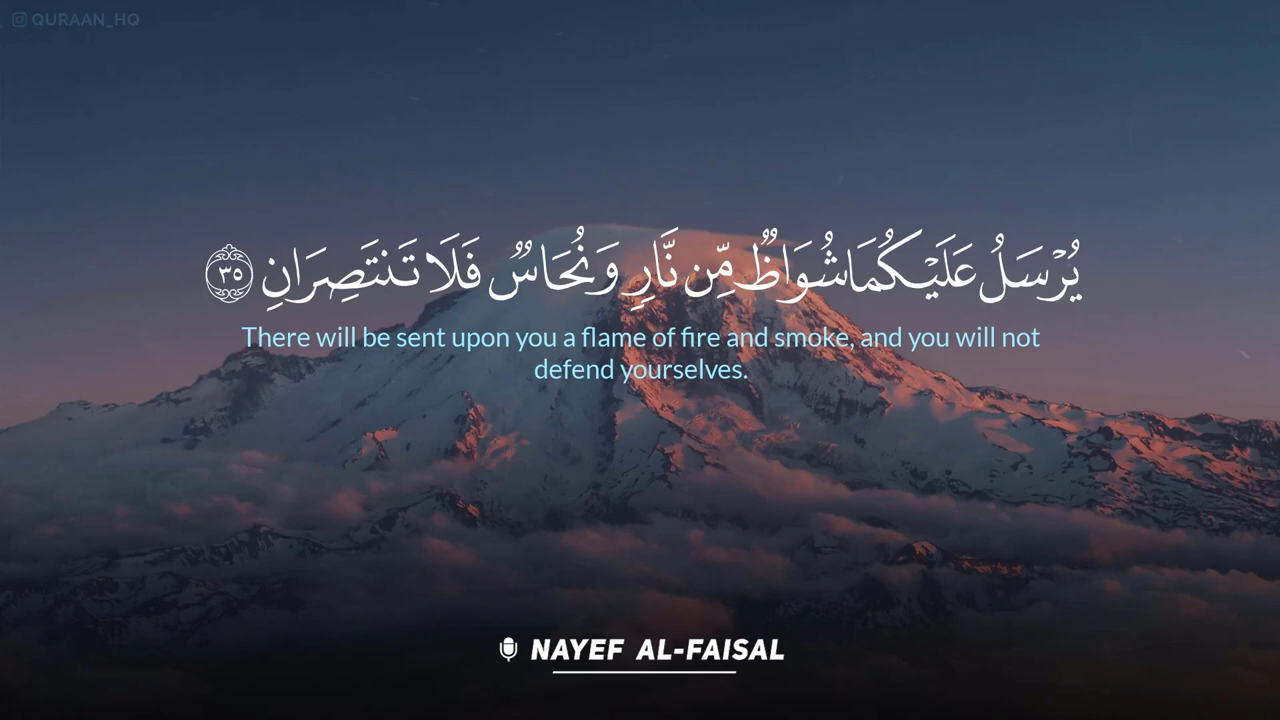 QURAAN_HQ
يُرْسَلُ عَلَيْكُمَا شُوَاظٌ مِّن نَّارٍ وَنُحَاسٌ فَلَا تَنتَصِرَانِ ٣٥
There will be sent upon you a flame of fire and smoke, and you will not
defend yourselves.
NAYEF AL-FAISAL